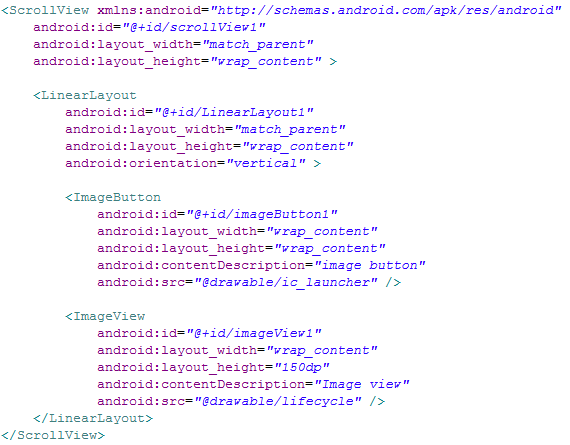 <ScrollView xmlns:android="http://schemas.android.com/apk/res/android"
    android:id="@+id/scrollView1"
    android:layout_width="match_parent"
    android:layout_height="wrap_content" >

    <LinearLayout
        android:id="@+id/LinearLayout1"
        android:layout_width="match_parent"
        android:layout_height="wrap_content"
        android:orientation="vertical" >

        <ImageButton
            android:id="@+id/imageButton1"
            android:layout_width="wrap_content"
            android:layout_height="wrap_content"
            android:contentDescription="image button"
            android:src="@drawable/ic_launcher" />

        <ImageView
            android:id="@+id/imageView1"
            android:layout_width="wrap_content"
            android:layout_height="150dp"
            android:contentDescription="Image view"
            android:src="@drawable/lifecycle" />
    </LinearLayout>
</ScrollView>